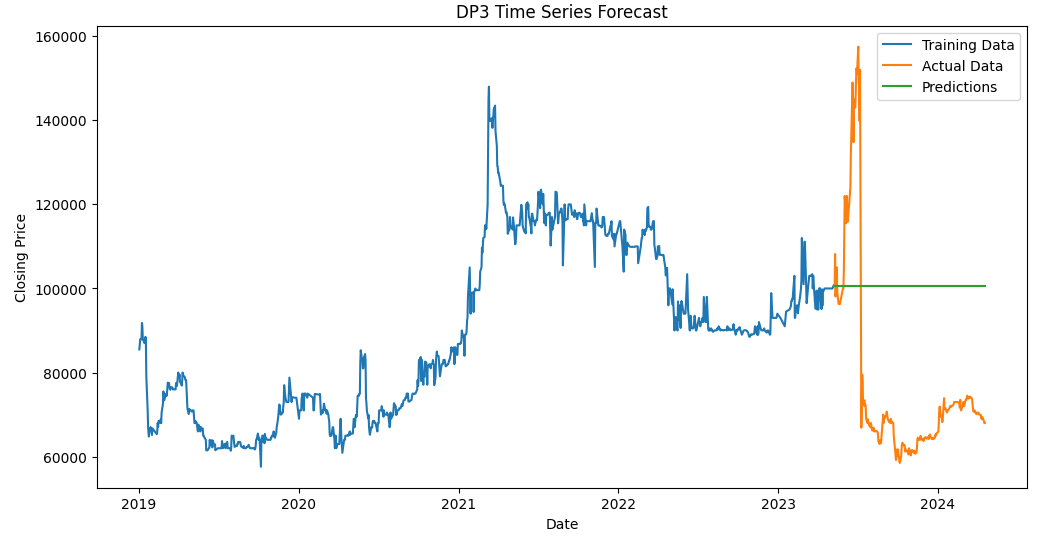 DP3 Time Series Forecast
Training Data
Actual Data
Predictions
Closing Price
160000
140000
120000
100000
80000
60000
2019 2020 2021 2022 2023 2024
Date